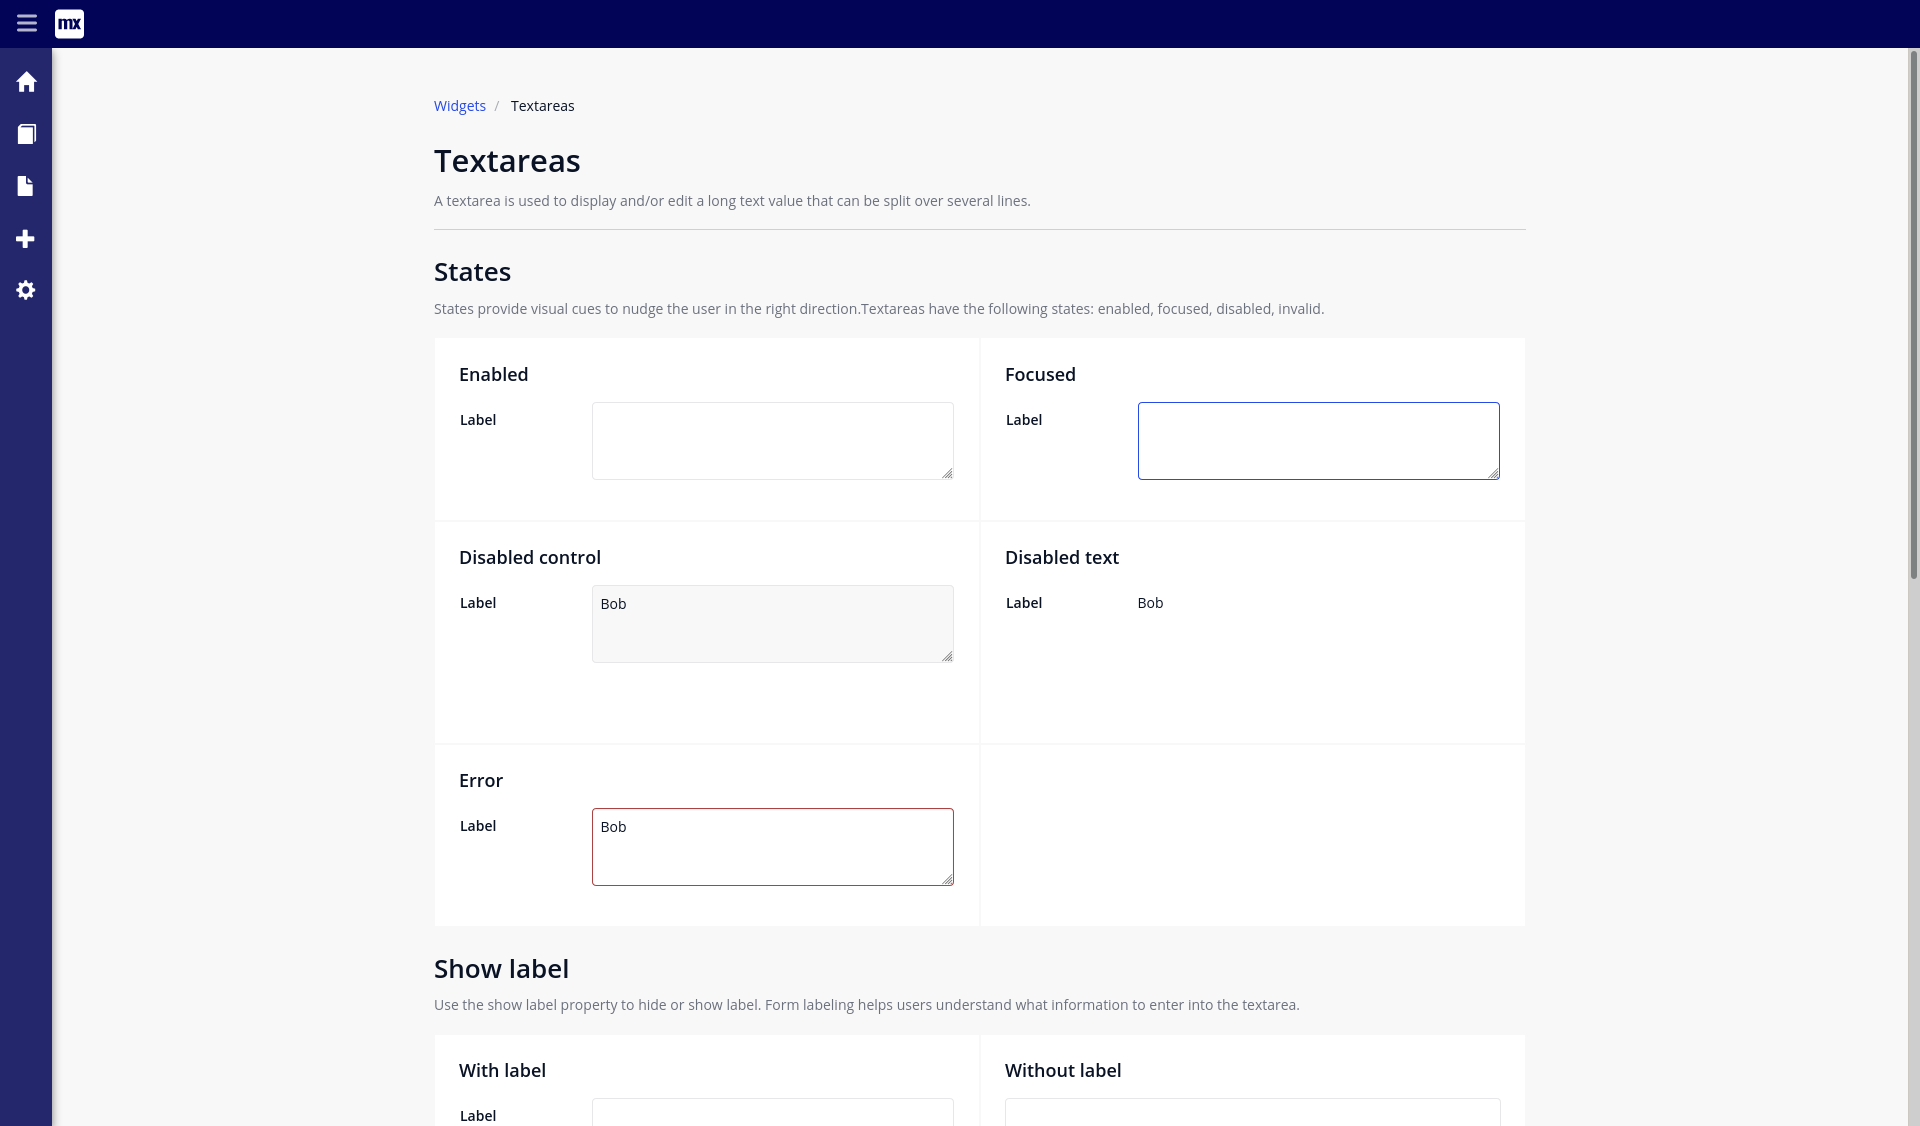 mx
Widgets / Textareas
Textareas
A textarea is used to display and/or edit a long text value that can be split over several lines.
States
States provide visual cues to nudge the user in the right direction.Textareas have the following states: enabled, focused, disabled, invalid.
Enabled
Label
Focused
Label
Disabled control
Label Bob
Disabled text
Label Bob
Error
Label Bob
Show label
Use the show label property to hide or show label. Form labeling helps users understand what information to enter into the textarea.
With label
Label
Without label